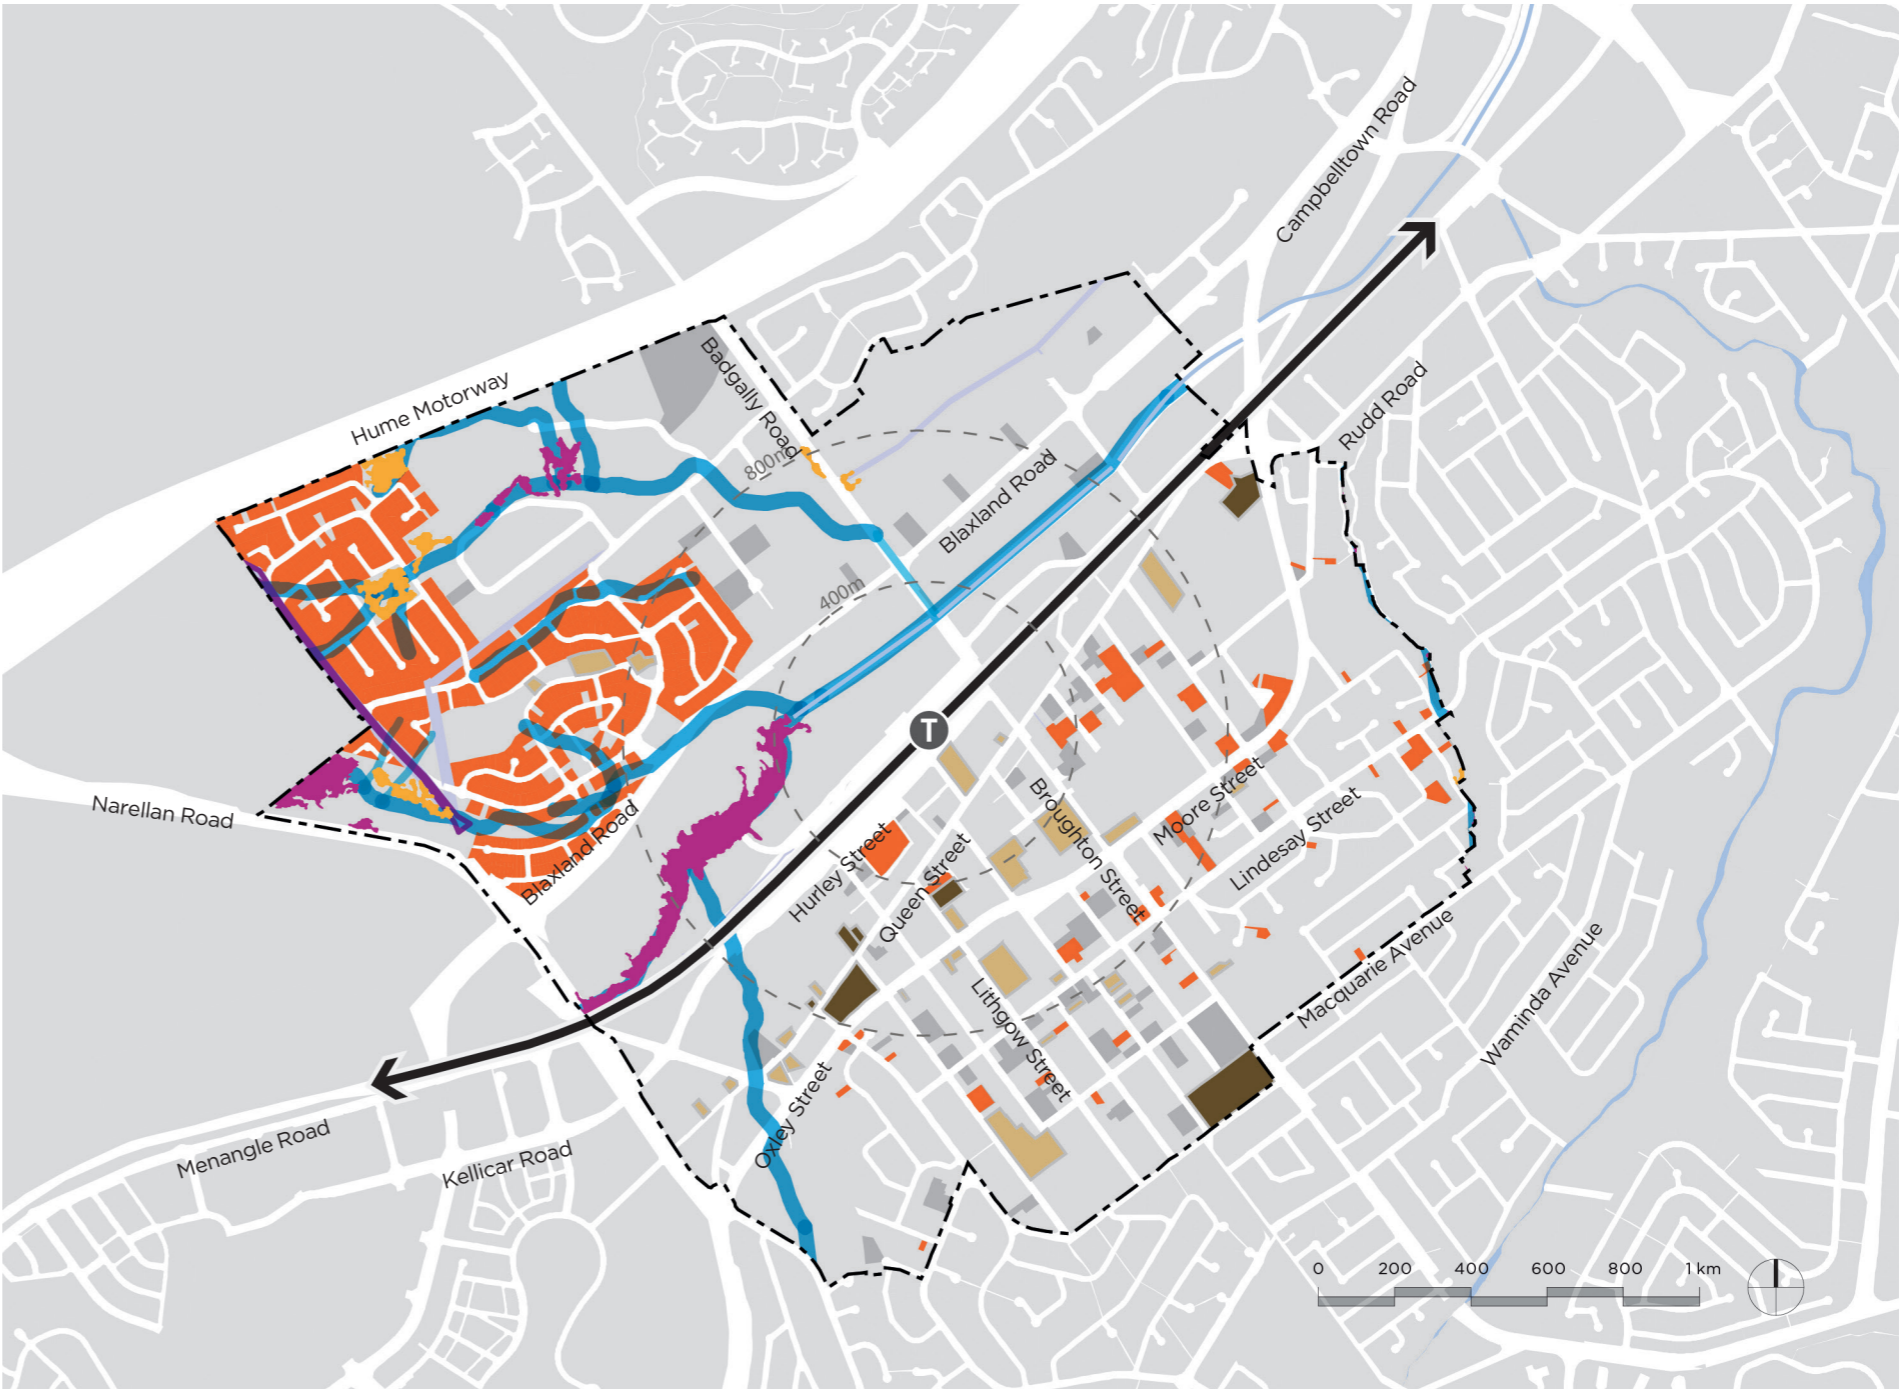 Campbelltown Road
Hume Motorway
Badgally Road
Rudd Road
800m
Blaxland Road
400m
T
Narellan Road
Blaxland Road
Hurley Street
Queen Street
Broughton Street
Moore Street
Lindesay Street
Lithgow Street
Macquarie Avenue
Waminda Avenue
Oxley Street
Menangle Road
Kellicar Road
0 200 400 600 800 1 km